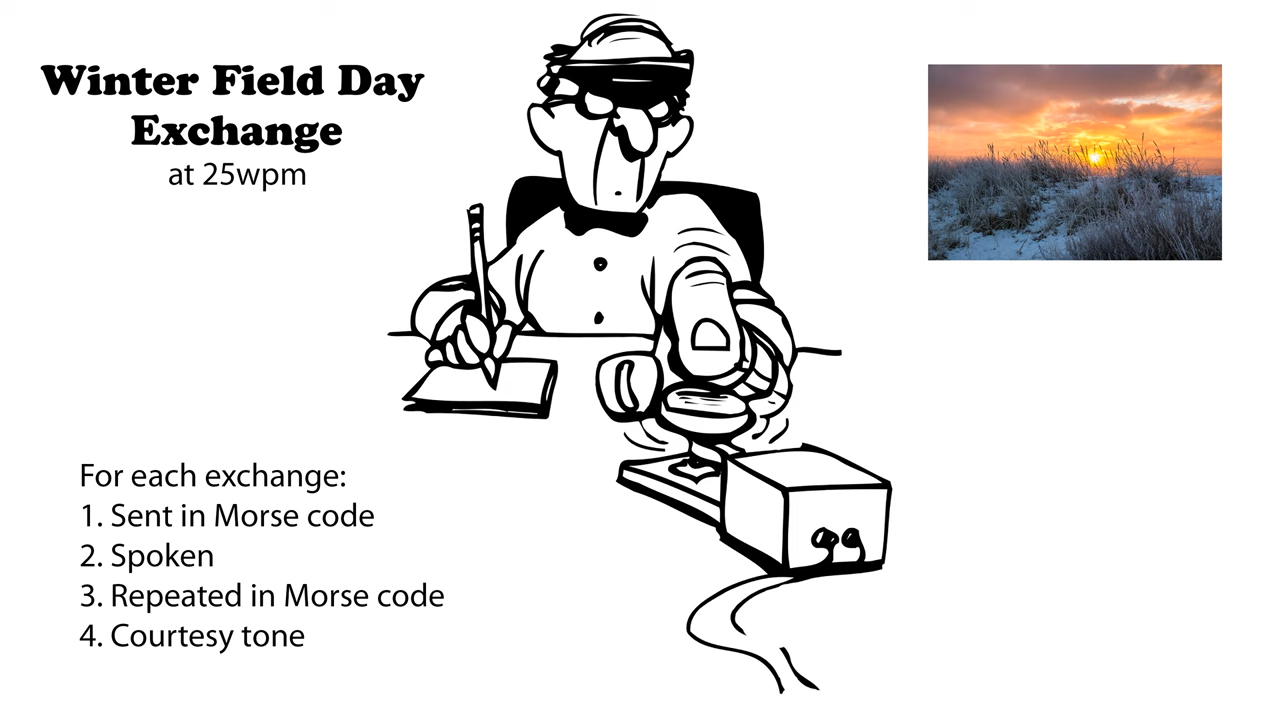 Winter Field Day
Exchange
at 25wpm
For each exchange:
1. Sent in Morse code
2. Spoken
3. Repeated in Morse code
4. Courtesy tone